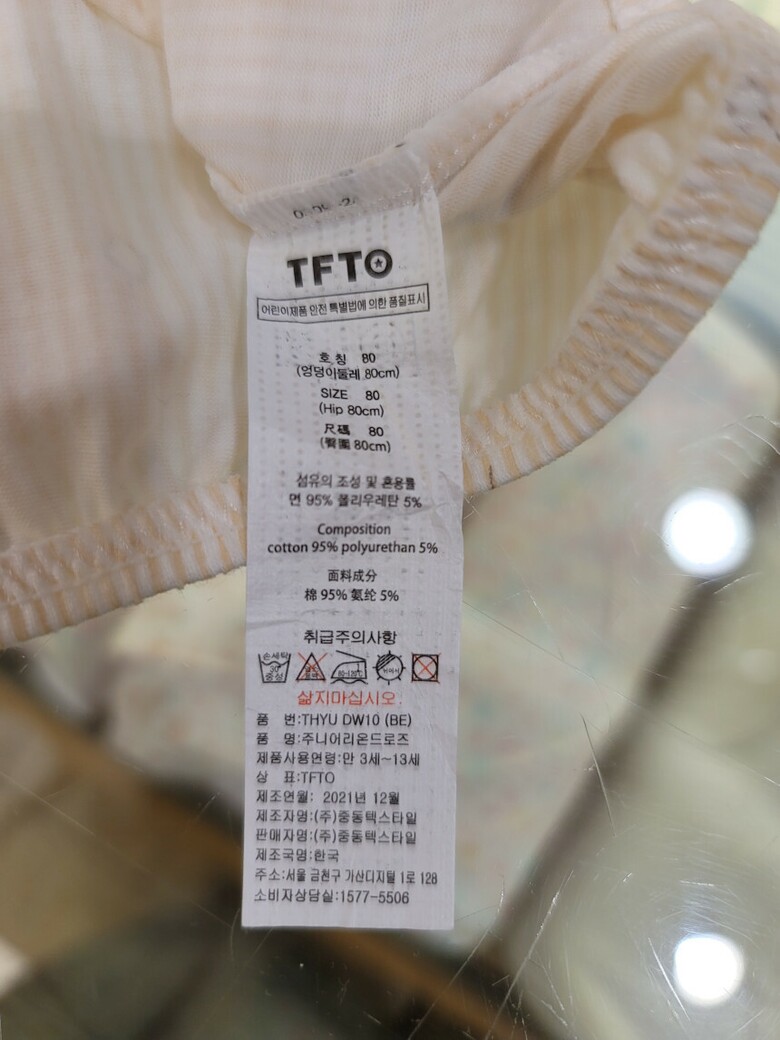 TFTO
어린이제품 안전 특별법에 의한 품질표시
호 칭 80
(엉덩이둘레 80cm)
SIZE 80
(Hip 80cm)
尺碼 80
(臀圍 80cm)
섬유의 조성 및 혼용률
면 95% 폴리우레탄 5%
Composition
cotton 95% polyurethan 5%
面料成分
棉 95% 氨纶 5%
취급주의사항
손세탁
30
중성
80~120℃
삶지마십시오
품 번:THYU DW10 (BE)
품 명:주니어리온드로즈
제품사용연령:만 3세~13세
상 표:TFTO
제조연월: 2021년 12월
제조자명:(주)중동텍스타일
판매자명:(주)중동텍스타일
제조국명:한국
주소:서울 금천구 가산디지털 1로 128
소비자상담실:1577-5506